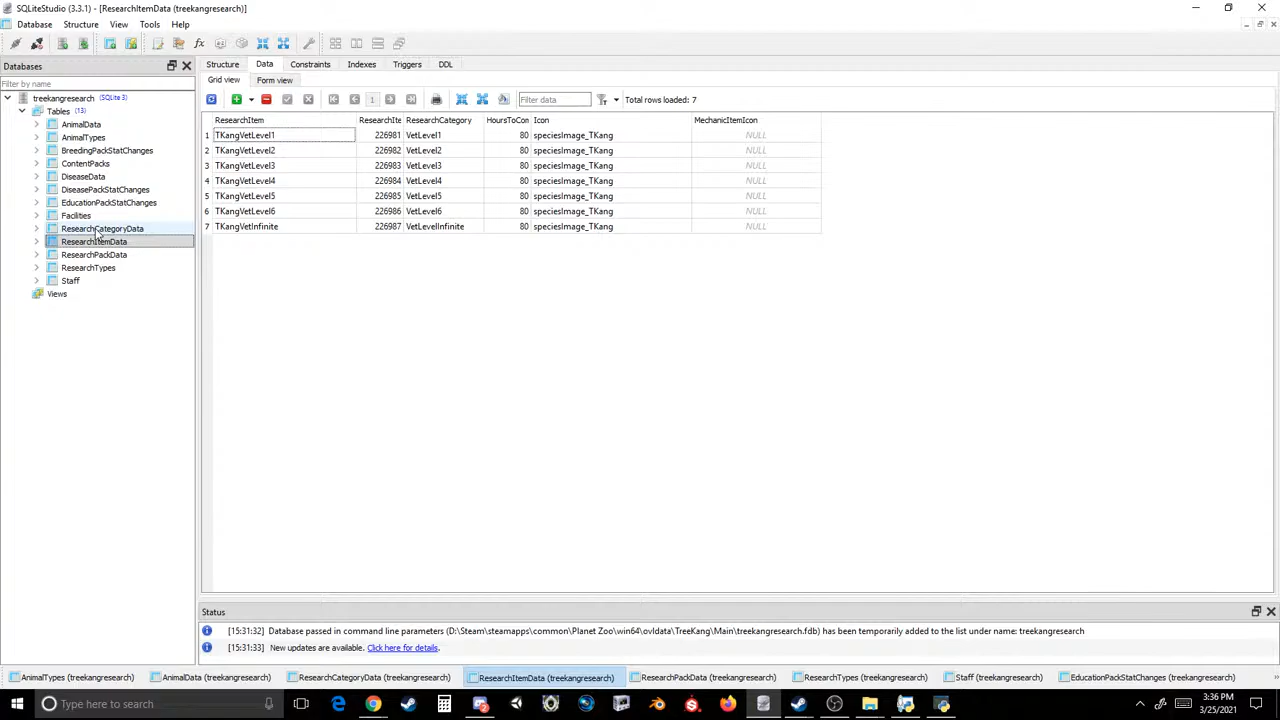 SQLiteStudio (3.3.1) - [ResearchItemData (treekangresearch)]
Database Structure View Tools Help
Databases
Structure Data Constraints Indexes Triggers DDL
Filter by name
Grid view Form view
treekangresearch (SQLite 3)
Tables (13)
AnimalData
AnimalTypes
BreedingPackStatChanges
ContentPacks
DiseaseData
DiseasePackStatChanges
EducationPackStatChanges
Facilities
ResearchCategoryData
ResearchItemData
ResearchPackData
ResearchTypes
Staff
Views
1 Filter data Total rows loaded: 7
ResearchItem ResearchIte ResearchCategory HoursToCon Icon MechanicItemIcon
1 TKangVetLevel1 226981 VetLevel1 80 speciesImage_TKang NULL
2 TKangVetLevel2 226982 VetLevel2 80 speciesImage_TKang NULL
3 TKangVetLevel3 226983 VetLevel3 80 speciesImage_TKang NULL
4 TKangVetLevel4 226984 VetLevel4 80 speciesImage_TKang NULL
5 TKangVetLevel5 226985 VetLevel5 80 speciesImage_TKang NULL
6 TKangVetLevel6 226986 VetLevel6 80 speciesImage_TKang NULL
7 TKangVetInfinite 226987 VetLevelInfinite 80 speciesImage_TKang NULL
Status
[15:31:32] Database passed in command line parameters (D:\Steam\steamapps\common\Planet Zoo\win64\ovldata\TreeKang\Main\treekangresearch.fdb) has been temporarily added to the list under name: treekangresearch
[15:31:33] New updates are available. Click here for details.
AnimalTypes (treekangresearch) AnimalData (treekangresearch) ResearchCategoryData (treekangresearch) ResearchItemData (treekangresearch) ResearchPackData (treekangresearch) ResearchTypes (treekangresearch) Staff (treekangresearch) EducationPackStatChanges (treekangresearch)
Type here to search
3:36 PM
3/25/2021